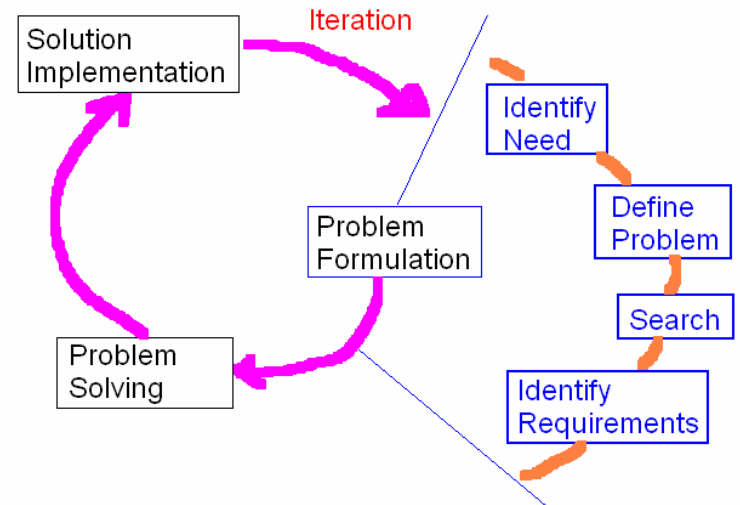 Iteration
Solution
Implementation
Problem
Formulation
Problem
Solving
Identify
Need
Define
Problem
Search
Identify
Requirements